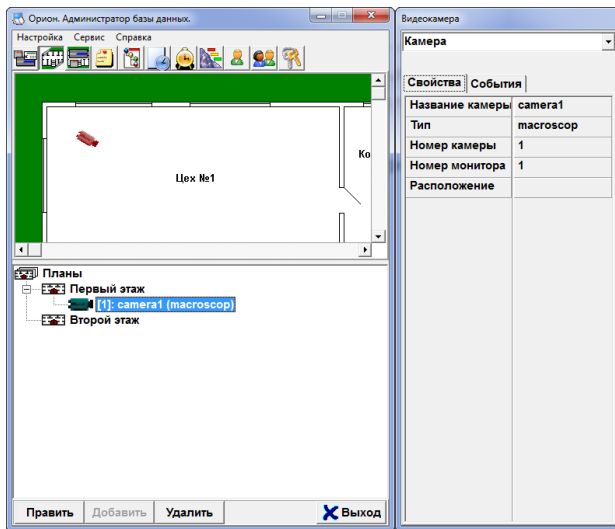 Орион. Администратор базы данных.
Настройка Сервис Справка
Цех №1
Ко
Планы
Первый этаж
[1]: camera1 (macroscop)
Второй этаж
Править Добавить Удалить Выход
Видеокамера
Камера
Свойства События
Название камеры camera1
Тип macroscop
Номер камеры 1
Номер монитора 1
Расположение